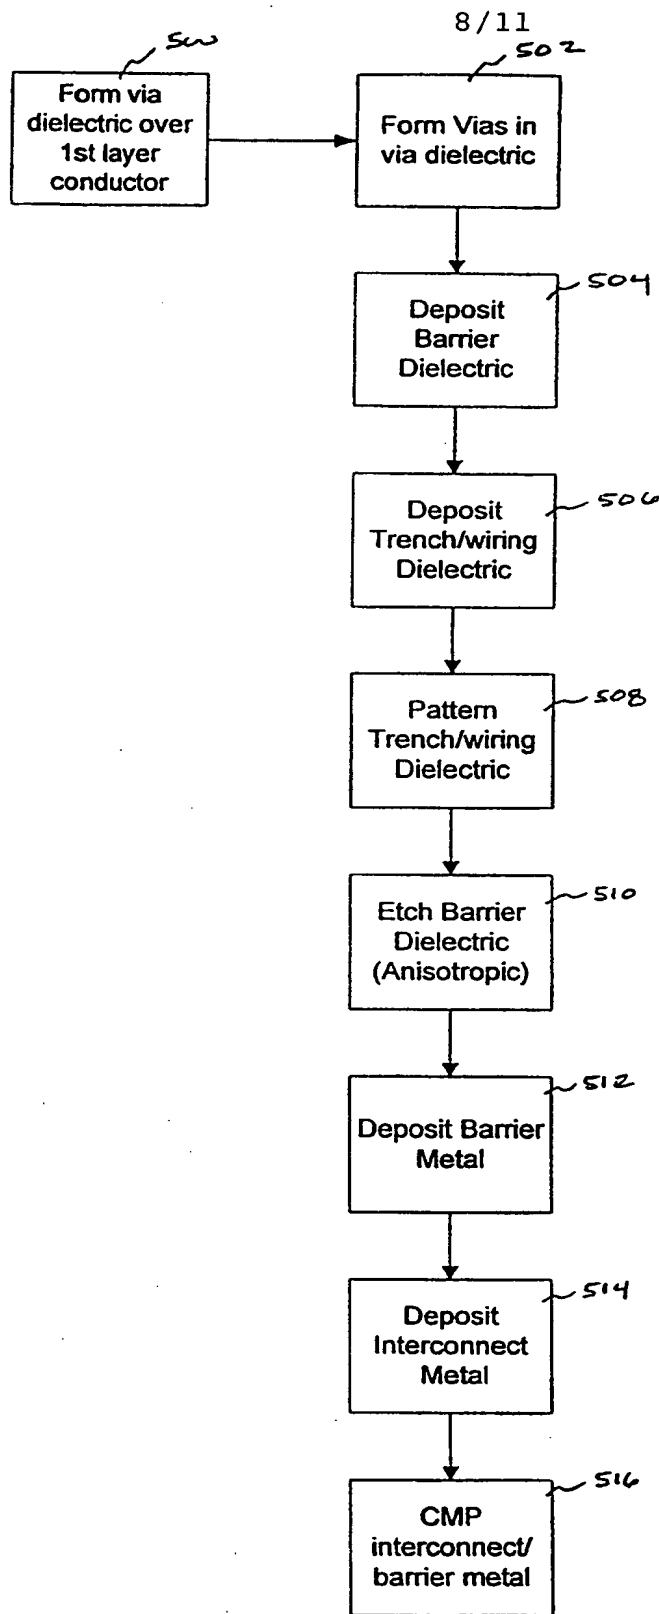 8/11
500
502
Form via
dielectric over
1st layer
conductor
Form Vias in
via dielectric
504
Deposit
Barrier
Dielectric
506
Deposit
Trench/wiring
Dielectric
508
Pattern
Trench/wiring
Dielectric
510
Etch Barrier
Dielectric
(Anisotropic)
512
Deposit Barrier
Metal
514
Deposit
Interconnect
Metal
516
CMP
interconnect/
barrier metal